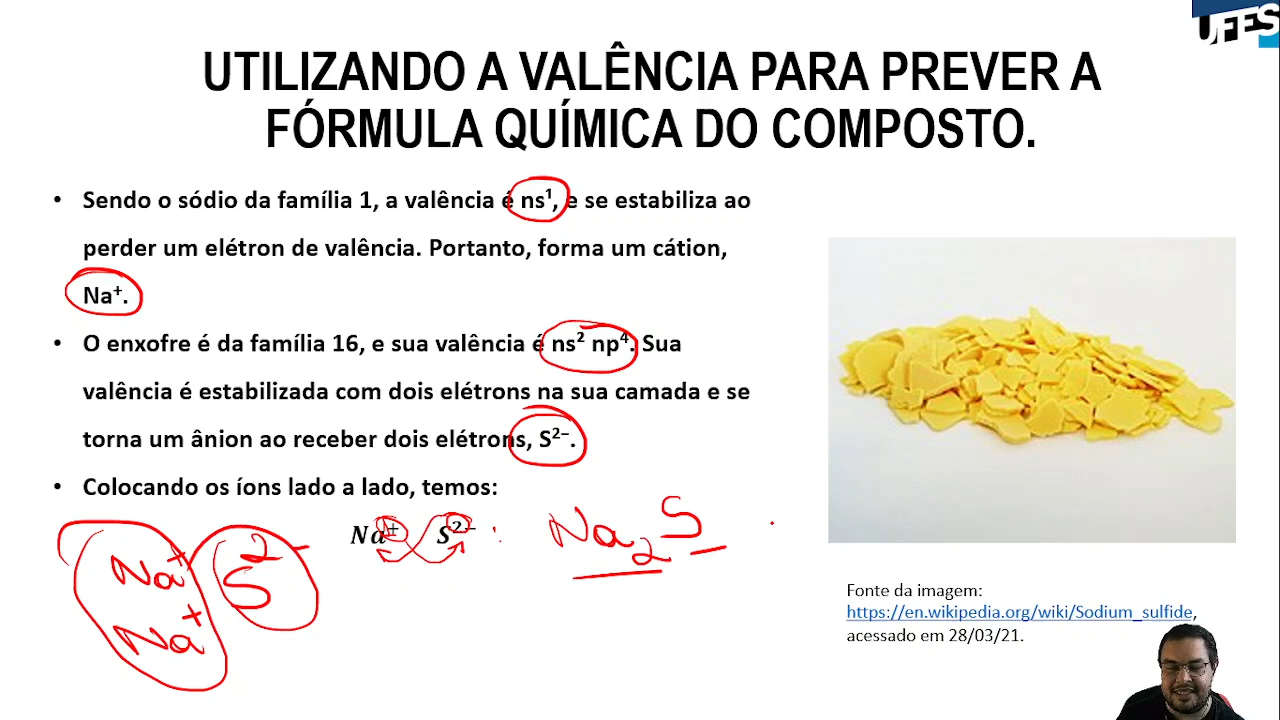 UFES
UTILIZANDO A VALÊNCIA PARA PREVER A
FÓRMULA QUÍMICA DO COMPOSTO.
• Sendo o sódio da família 1, a valência é ns¹, e se estabiliza ao
perder um elétron de valência. Portanto, forma um cátion,
Na⁺.
• O enxofre é da família 16, e sua valência é ns² np⁴. Sua
valência é estabilizada com dois elétrons na sua camada e se
torna um ânion ao receber dois elétrons, S²⁻.
• Colocando os íons lado a lado, temos:
Na⁺ S²⁻ : Na₂S
Na⁺ S²⁻
Na⁺
Fonte da imagem:
https://en.wikipedia.org/wiki/Sodium_sulfide,
acessado em 28/03/21.